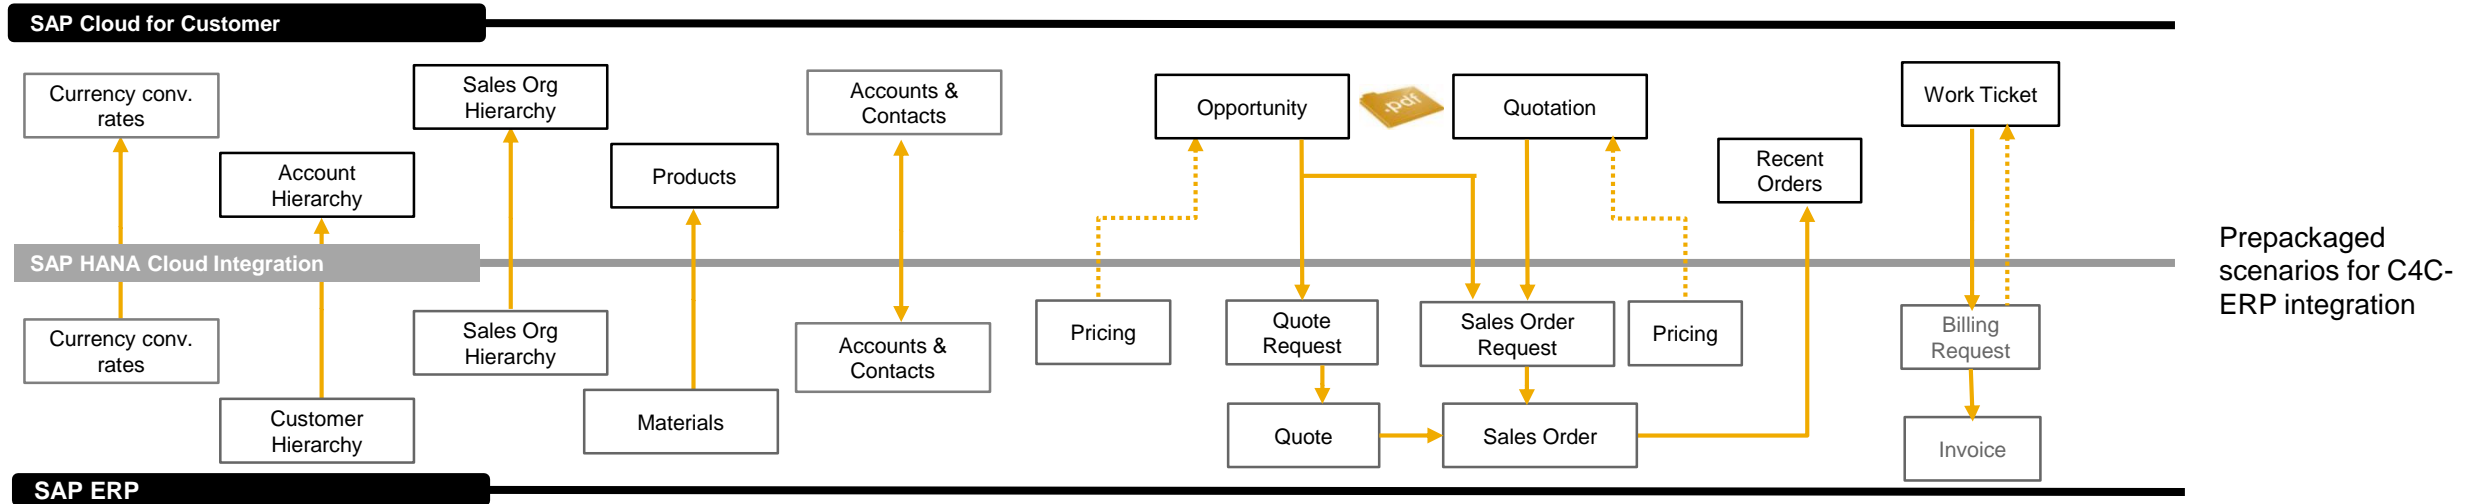 SAP Cloud for Customer
Currency conv.
rates
Account
Hierarchy
Sales Org
Hierarchy
Products
Accounts &
Contacts
Opportunity
.pdf
Quotation
Recent
Orders
Work Ticket
SAP HANA Cloud Integration
Prepackaged
scenarios for C4C-
ERP integration
Currency conv.
rates
Customer
Hierarchy
Sales Org
Hierarchy
Materials
Accounts &
Contacts
Pricing
Quote
Request
Sales Order
Request
Pricing
Billing
Request
Quote
Sales Order
Invoice
SAP ERP